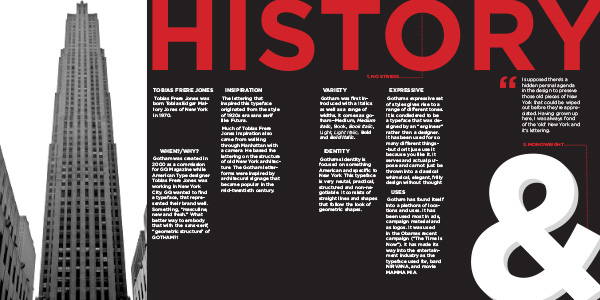 HISTORY
1. NO STRESS
TOBIAS FRERE JONES
Tobias Frere Jones was
born Tobias Edgar Mal-
lory Jones of New York
in 1970.
WHEN?/WHY?
Gotham was created in
2000 as a commission
for GQ Magazine while
American Type designer
Tobias Frere Jones was
working in New York
City. GQ wanted to find
a typeface, that repre-
sented their brand well.
Something, "masculine,
new and fresh." What
better way to embody
that with the sans serif,
"geometric structure" of
GOTHAM!!
INSPIRATION
The lettering that
inspired this typeface
originated from the style
of 1920s era sans serif
like Futura.
Much of Tobias Frere
Jones inspiration also
came from walking
through Manhattan with
a camera. He based the
lettering on the structure
of old New York architec-
ture. The Gotham letter-
forms were inspired by
architectural signage that
became popular in the
mid-twentieth century.
VARIETY
Gotham was first in-
troduced with a Italics
as well as a range of
widths. It comes as go-
tham—Medium, Medium
Italic, Book, Book Italic,
Light, Light Italic, Bold
and Bold Italic.
IDENTITY
Gotham's identity is
focused on something
American and specific to
New York. This typeface
is very neutral, practical,
structured and non-ne-
gotiable. It consists of
straight lines and shapes
that follow the look of
geometric shapes.
EXPRESSIVE
Gotham's expressive set
of styles gives rise to a
range of different tones.
It is considered to be
a typeface that was de-
signed by an "engineer"
rather than a designer.
It has been used for so
many different things-
-but don't just use it
because you like it. It
serves and actual pur-
pose and cannot just be
thrown into a classical
whimsical, elegant, frilly
design without thought
USES
Gotham has found itself
into a plethora of loca-
tions and uses. It has
been used most in ads,
campaign material and
as logos. It was used
in the Obama's recent
campaign ("The Time is
Now"). It has made its
way into the entertain-
ment industry as the
typeface used for, band
NIRVANA, and movie
MAMMA MIA.
“
I supposed there's a
hidden personal agenda
in the design to preserve
those old pieces of New
York that could be wiped
out before they're appre-
ciated. Having grown up
here, I was always fond
of the 'old' New York and
it's lettering.
2. MONOWEIGHT
&